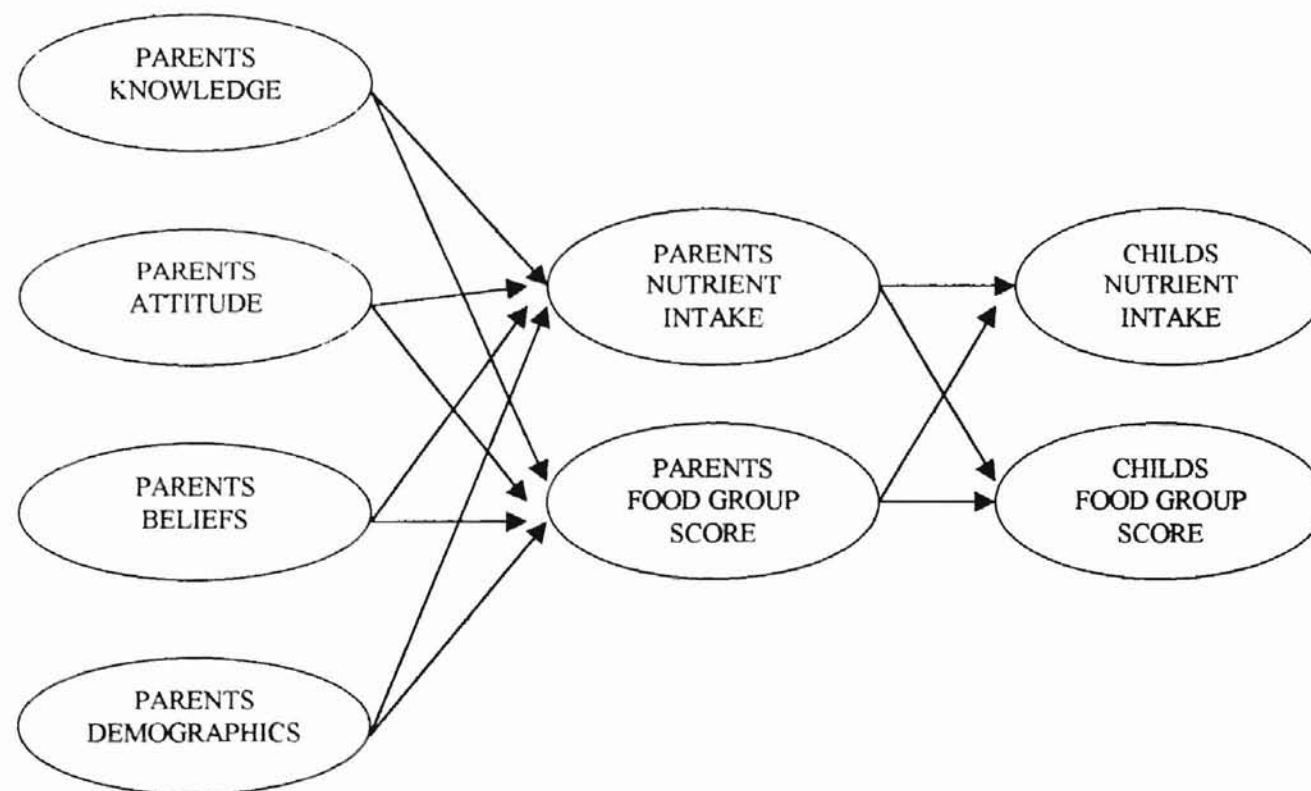 PARENTS
KNOWLEDGE
PARENTS
ATTITUDE
PARENTS
BELIEFS
PARENTS
DEMOGRAPHICS
PARENTS
NUTRIENT
INTAKE
PARENTS
FOOD GROUP
SCORE
CHILDS
NUTRIENT
INTAKE
CHILDS
FOOD GROUP
SCORE